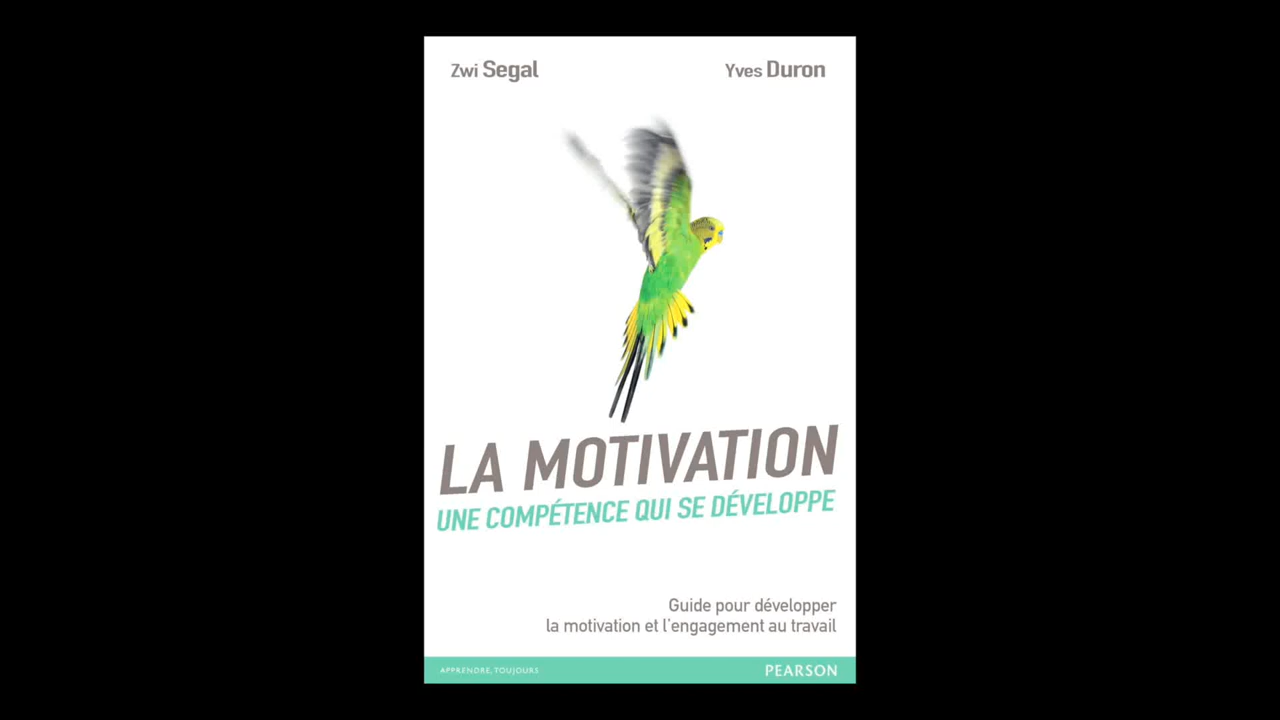 Zwi Segal
Yves Duron
LA MOTIVATION
UNE COMPÉTENCE QUI SE DÉVELOPPE
Guide pour développer
la motivation et l'engagement au travail
APPRENDRE, TOUJOURS
PEARSON